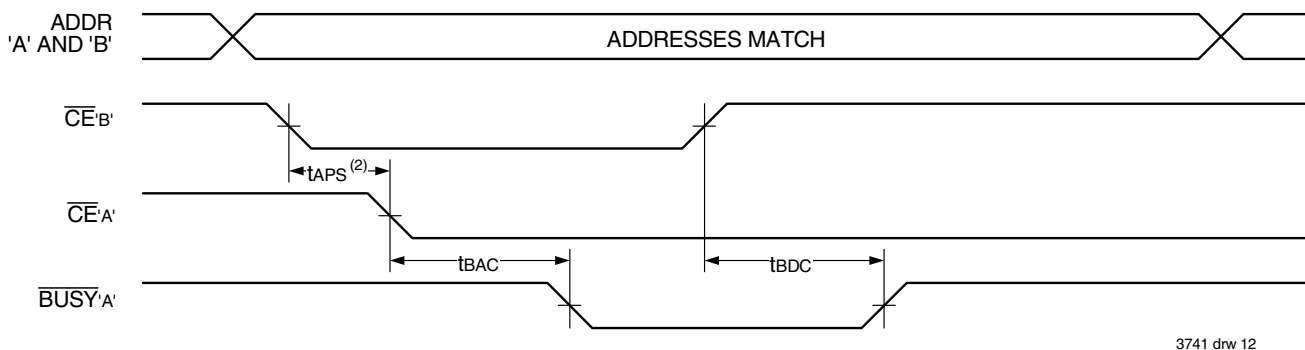 ADDR
'A' AND 'B'
ADDRESSES MATCH
CE'B'
tAPS (2)
CE'A'
tBAC
tBDC
BUSY'A'
3741 drw 12